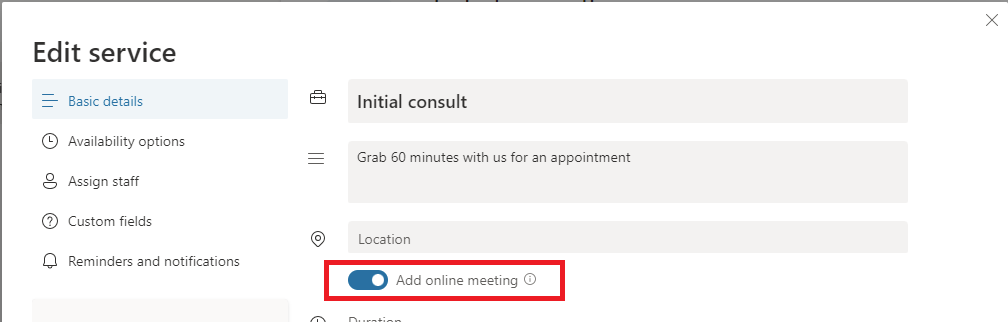 Edit service
Basic details
Availability options
Assign staff
Custom fields
Reminders and notifications
Initial consult
Grab 60 minutes with us for an appointment
Location
Add online meeting
Duration